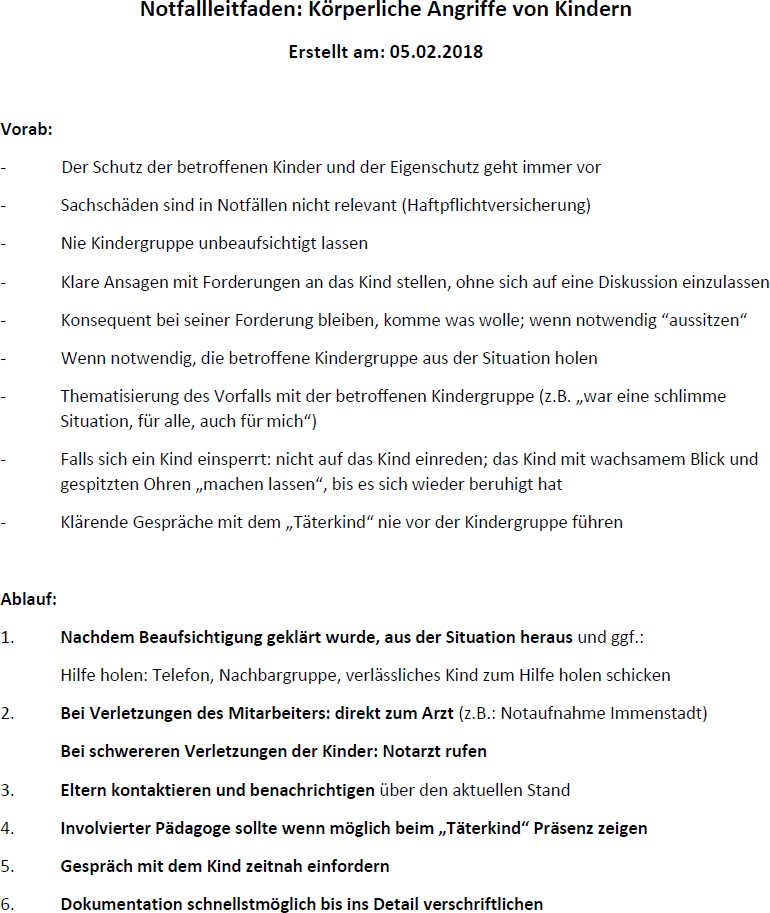 Notfallleitfaden: Körperliche Angriffe von Kindern
Erstellt am: 05.02.2018
Vorab:
- Der Schutz der betroffenen Kinder und der Eigenschutz geht immer vor
- Sachschäden sind in Notfällen nicht relevant (Haftpflichtversicherung)
- Nie Kindergruppe unbeaufsichtigt lassen
- Klare Ansagen mit Forderungen an das Kind stellen, ohne sich auf eine Diskussion einzulassen
- Konsequent bei seiner Forderung bleiben, komme was wolle; wenn notwendig “aussitzen“
- Wenn notwendig, die betroffene Kindergruppe aus der Situation holen
- Thematisierung des Vorfalls mit der betroffenen Kindergruppe (z.B. „war eine schlimme
Situation, für alle, auch für mich“)
- Falls sich ein Kind einsperrt: nicht auf das Kind einreden; das Kind mit wachsamem Blick und
gespitzten Ohren „machen lassen“, bis es sich wieder beruhigt hat
- Klärende Gespräche mit dem „Täterkind“ nie vor der Kindergruppe führen
Ablauf:
1. Nachdem Beaufsichtigung geklärt wurde, aus der Situation heraus und ggf.:
Hilfe holen: Telefon, Nachbargruppe, verlässliches Kind zum Hilfe holen schicken
2. Bei Verletzungen des Mitarbeiters: direkt zum Arzt (z.B.: Notaufnahme Immenstadt)
Bei schwereren Verletzungen der Kinder: Notarzt rufen
3. Eltern kontaktieren und benachrichtigen über den aktuellen Stand
4. Involvierter Pädagoge sollte wenn möglich beim „Täterkind“ Präsenz zeigen
5. Gespräch mit dem Kind zeitnah einfordern
6. Dokumentation schnellstmöglich bis ins Detail verschriftlichen